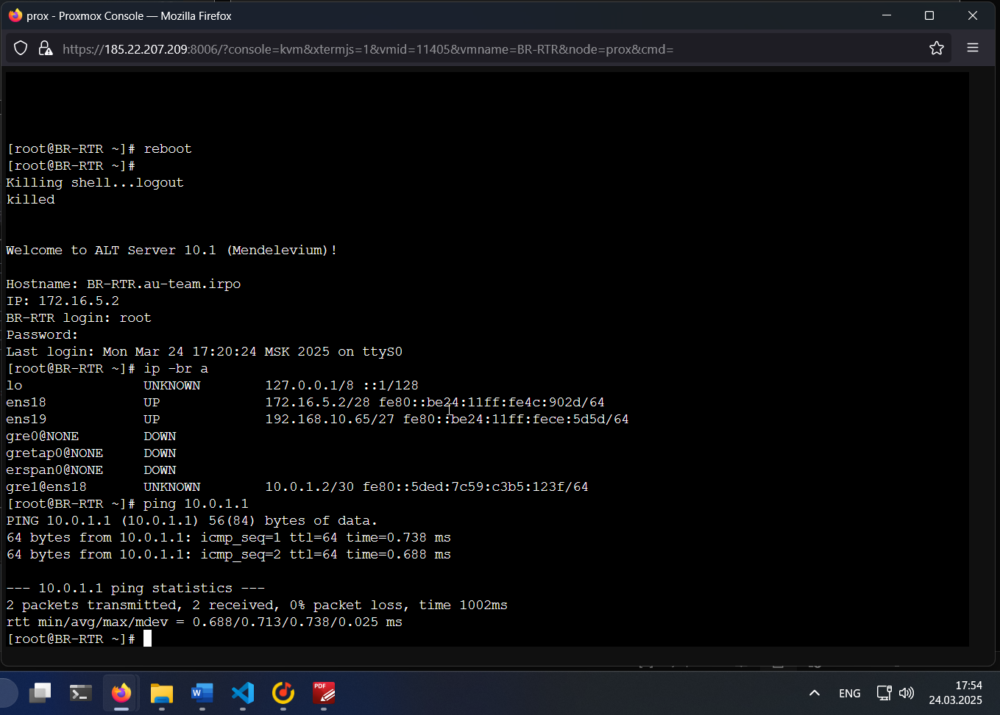 prox - Proxmox Console — Mozilla Firefox
https://185.22.207.209:8006/?console=kvm&xtermjs=1&vmid=11405&vmname=BR-RTR&node=prox&cmd=
[root@BR-RTR ~]# reboot
[root@BR-RTR ~]#
Killing shell...logout
killed
Welcome to ALT Server 10.1 (Mendelevium)!
Hostname: BR-RTR.au-team.irpo
IP: 172.16.5.2
BR-RTR login: root
Password:
Last login: Mon Mar 24 17:20:24 MSK 2025 on ttyS0
[root@BR-RTR ~]# ip -br a
lo UNKNOWN 127.0.0.1/8 ::1/128
ens18 UP 172.16.5.2/28 fe80::be24:11ff:fe4c:902d/64
ens19 UP 192.168.10.65/27 fe80::be24:11ff:fece:5d5d/64
gre0@NONE DOWN
gretap0@NONE DOWN
erspan0@NONE DOWN
gre1@ens18 UNKNOWN 10.0.1.2/30 fe80::5ded:7c59:c3b5:123f/64
[root@BR-RTR ~]# ping 10.0.1.1
PING 10.0.1.1 (10.0.1.1) 56(84) bytes of data.
64 bytes from 10.0.1.1: icmp_seq=1 ttl=64 time=0.738 ms
64 bytes from 10.0.1.1: icmp_seq=2 ttl=64 time=0.688 ms
--- 10.0.1.1 ping statistics ---
2 packets transmitted, 2 received, 0% packet loss, time 1002ms
rtt min/avg/max/mdev = 0.688/0.713/0.738/0.025 ms
[root@BR-RTR ~]#
W
PDF
ENG
17:54
24.03.2025